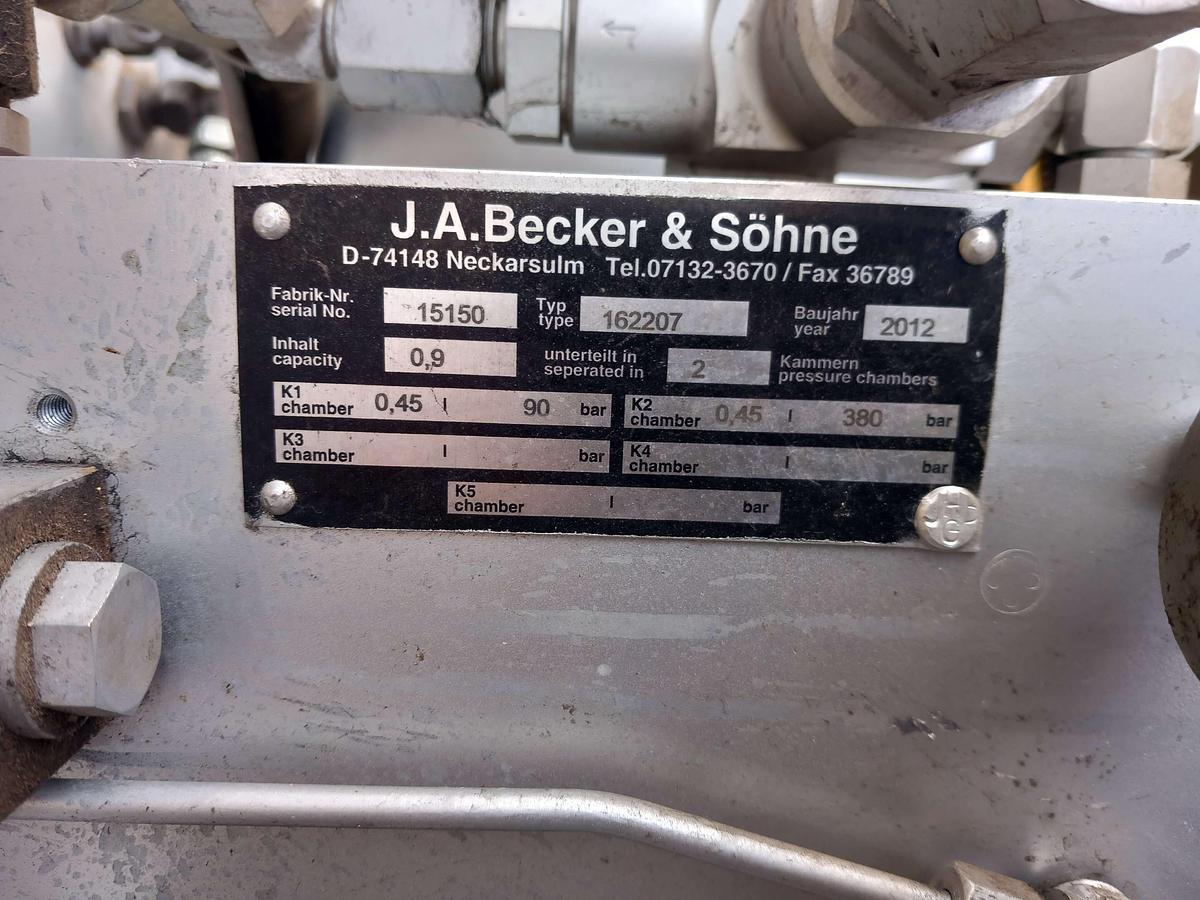 J.A.Becker & Söhne
D-74148 Neckarsulm Tel.07132-3670 / Fax 36789
Fabrik-Nr.
serial No. 15150 Typ
type 162207 Baujahr
year 2012
Inhalt
capacity 0,9 unterteilt in
seperated in 2 Kammern
pressure chambers
K1
chamber 0,45 l 90 bar
K2
chamber 0,45 l 380 bar
K3
chamber l bar
K4
chamber l bar
K5
chamber l bar